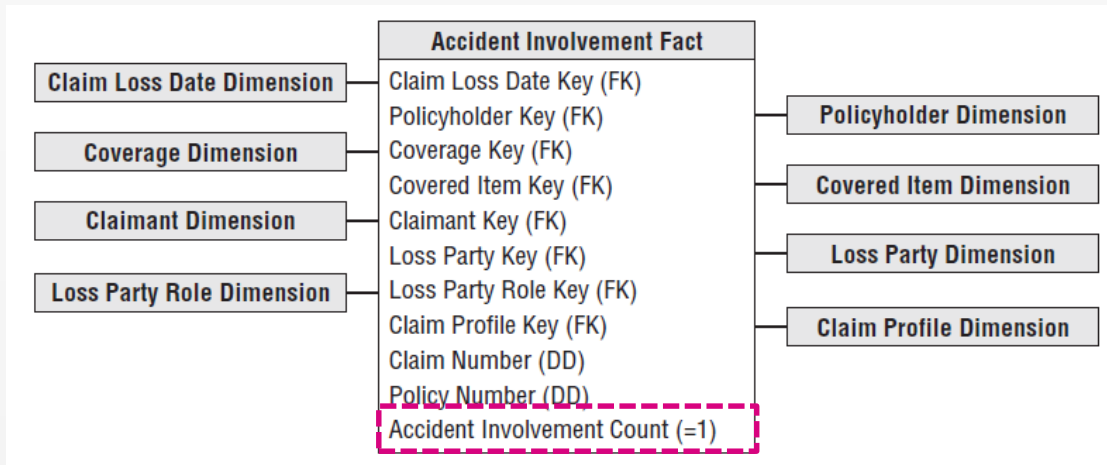 Accident Involvement Fact
Claim Loss Date Key (FK)
Policyholder Key (FK)
Coverage Key (FK)
Covered Item Key (FK)
Claimant Key (FK)
Loss Party Key (FK)
Loss Party Role Key (FK)
Claim Profile Key (FK)
Claim Number (DD)
Policy Number (DD)
Accident Involvement Count (=1)
Claim Loss Date Dimension
Coverage Dimension
Claimant Dimension
Loss Party Role Dimension
Policyholder Dimension
Covered Item Dimension
Loss Party Dimension
Claim Profile Dimension